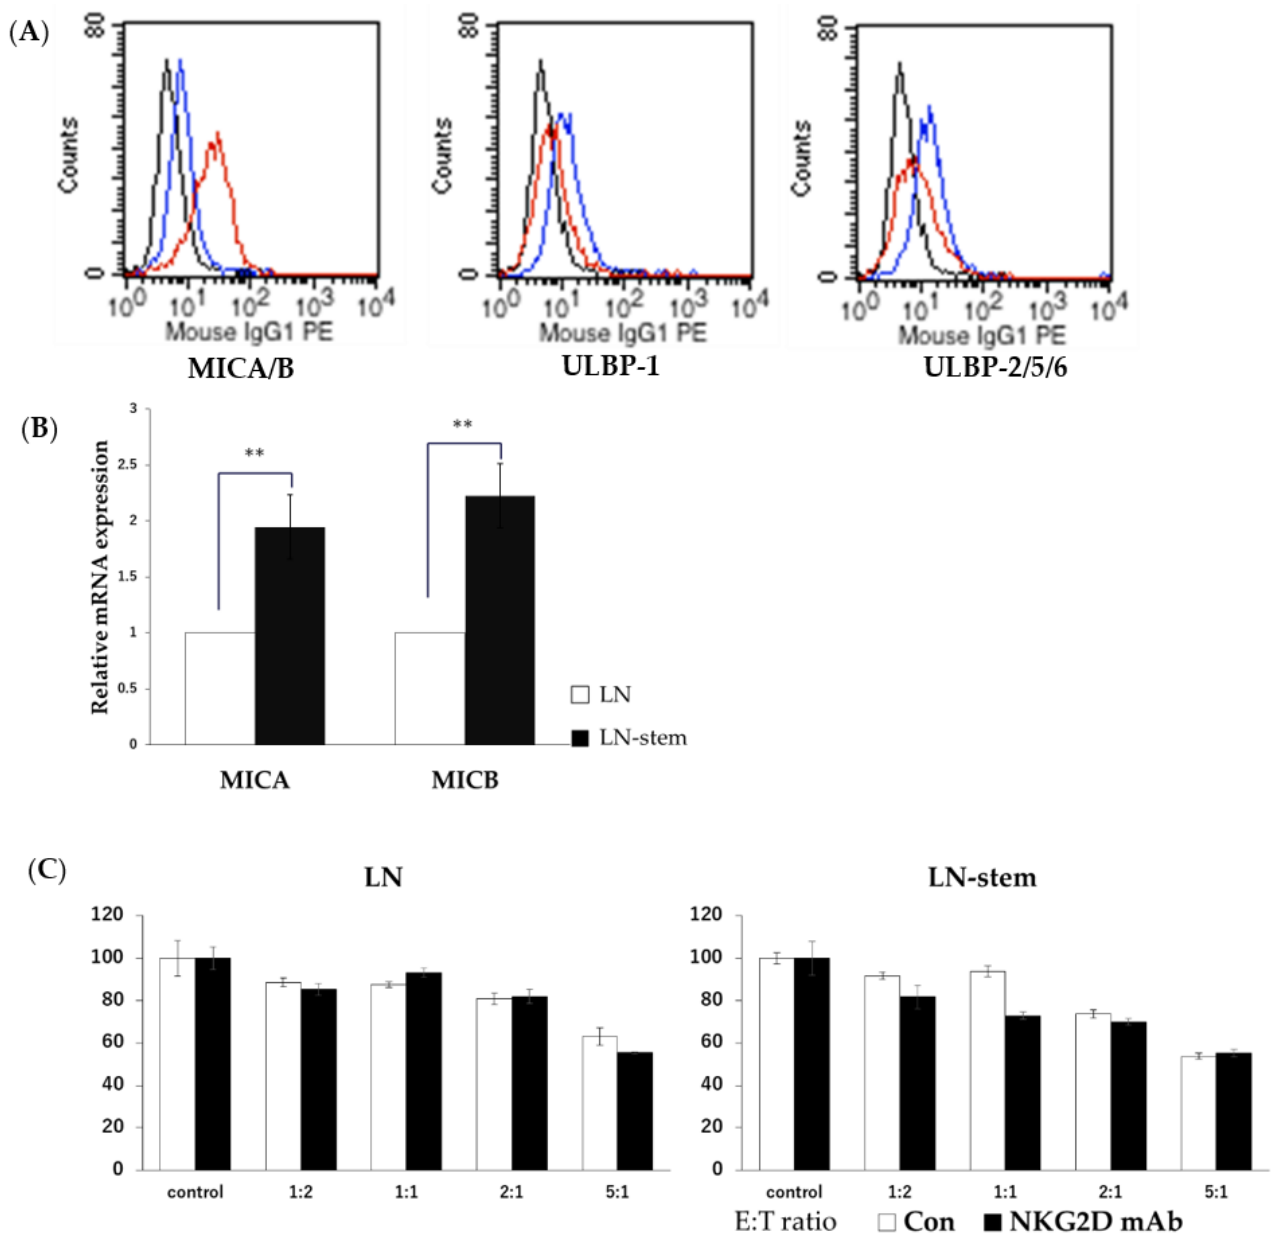 (A)
80 80 80
Counts Counts Counts
0 0 0
10^0 10^1 10^2 10^3 10^4 10^0 10^1 10^2 10^3 10^4 10^0 10^1 10^2 10^3 10^4
Mouse IgG1 PE Mouse IgG1 PE Mouse IgG1 PE
MICA/B ULBP-1 ULBP-2/5/6
(B)
Relative mRNA expression
3
2.5
2
1.5
1
0.5
0
** **
LN
LN-stem
MICA MICB
(C)
LN LN-stem
120 120
100 100
80 80
60 60
40 40
20 20
0 0
control 1:2 1:1 2:1 5:1 control 1:2 1:1 2:1 5:1
E:T ratio Con NKG2D mAb